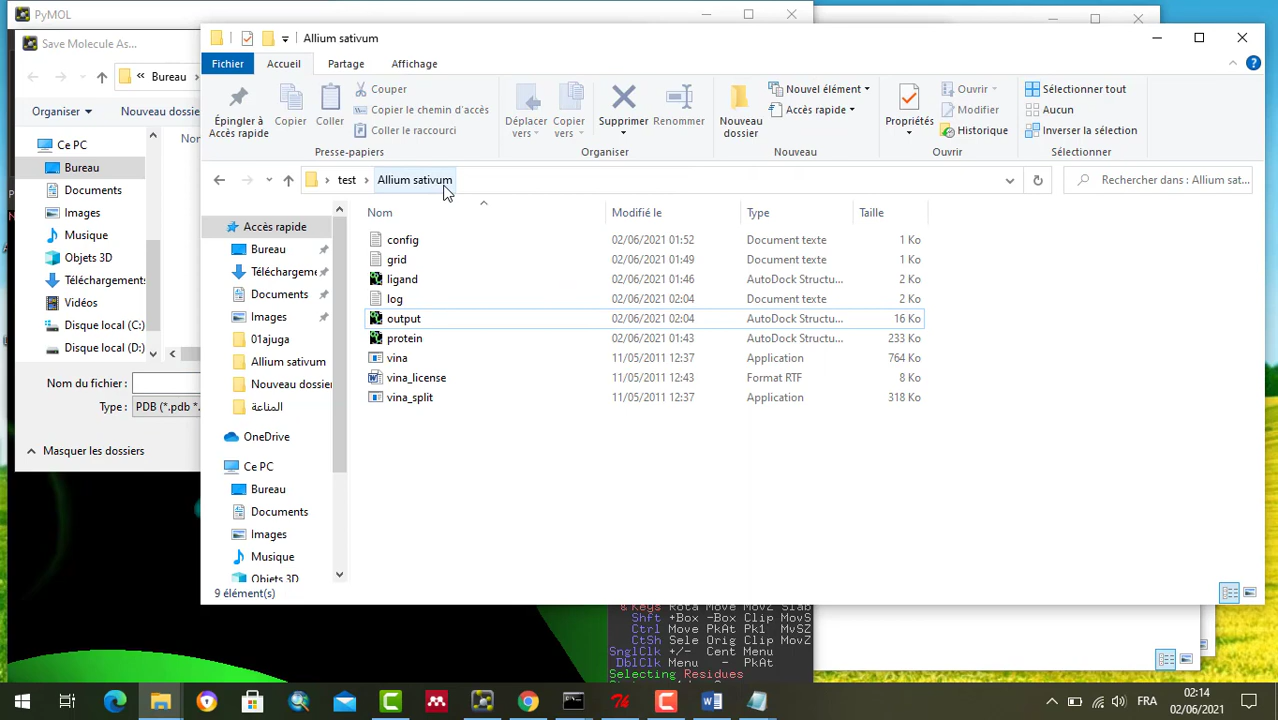 PyMOL
Save Molecule As...
« Bureau ›
Organiser
Nouveau dossie
Ce PC
Bureau
Documents
Images
Musique
Objets 3D
Téléchargements
Vidéos
Disque local (C:)
Disque local (D:)
Nom du fichier :
Type : PDB (*.pdb *.
Masquer les dossiers
Allium sativum
Fichier Accueil Partage Affichage
Épingler à Accès rapide
Copier
Coller
Couper
Copier le chemin d'accès
Coller le raccourci
Presse-papiers
Déplacer vers
Copier vers
Supprimer
Renommer
Organiser
Nouveau dossier
Nouvel élément
Accès rapide
Nouveau
Propriétés
Ouvrir
Modifier
Historique
Ouvrir
Sélectionner tout
Aucun
Inverser la sélection
Sélectionner
test › Allium sativum
Rechercher dans : Allium sat...
Accès rapide
Bureau
Téléchargeme
Documents
Images
01ajuga
Allium sativum
Nouveau dossie
المناعة
OneDrive
Ce PC
Bureau
Documents
Images
Musique
Objets 3D
Nom Modifié le Type Taille
config 02/06/2021 01:52 Document texte 1 Ko
grid 02/06/2021 01:49 Document texte 1 Ko
ligand 02/06/2021 01:46 AutoDock Structu... 2 Ko
log 02/06/2021 02:04 Document texte 2 Ko
output 02/06/2021 02:04 AutoDock Structu... 16 Ko
protein 02/06/2021 01:43 AutoDock Structu... 233 Ko
vina 11/05/2011 12:37 Application 764 Ko
vina_license 11/05/2011 12:43 Format RTF 8 Ko
vina_split 11/05/2011 12:37 Application 318 Ko
9 élément(s)
& Keys Rota Move MovZ Slab
Shft +Box -Box Clip MovS
Ctrl Move PkAt Pk1 MvSZ
CtSh Sele Orig Clip MovZ
SnglClk +/- Cent Menu
DblClk Menu - PkAt
Selecting Residues
FRA
02:14
02/06/2021